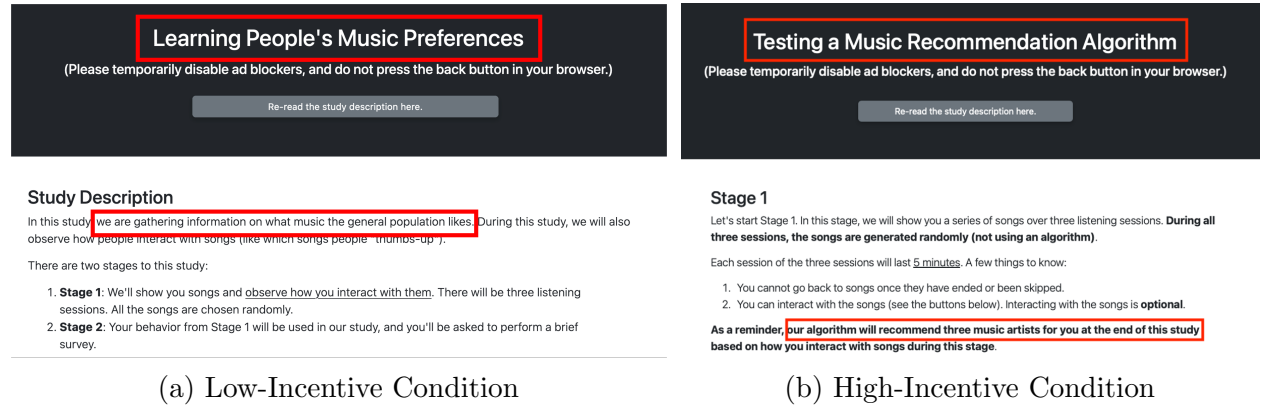 Learning People's Music Preferences
(Please temporarily disable ad blockers, and do not press the back button in your browser.)
Re-read the study description here.
Study Description
In this study, we are gathering information on what music the general population likes. During this study, we will also
observe how people interact with songs (like which songs people "thumbs-up").
There are two stages to this study:
1. Stage 1: We'll show you songs and observe how you interact with them. There will be three listening
sessions. All the songs are chosen randomly.
2. Stage 2: Your behavior from Stage 1 will be used in our study, and you'll be asked to perform a brief
survey.
(a) Low-Incentive Condition
Testing a Music Recommendation Algorithm
(Please temporarily disable ad blockers, and do not press the back button in your browser.)
Re-read the study description here.
Stage 1
Let's start Stage 1. In this stage, we will show you a series of songs over three listening sessions. During all
three sessions, the songs are generated randomly (not using an algorithm).
Each session of the three sessions will last 5 minutes. A few things to know:
1. You cannot go back to songs once they have ended or been skipped.
2. You can interact with the songs (see the buttons below). Interacting with the songs is optional.
As a reminder, our algorithm will recommend three music artists for you at the end of this study
based on how you interact with songs during this stage.
(b) High-Incentive Condition